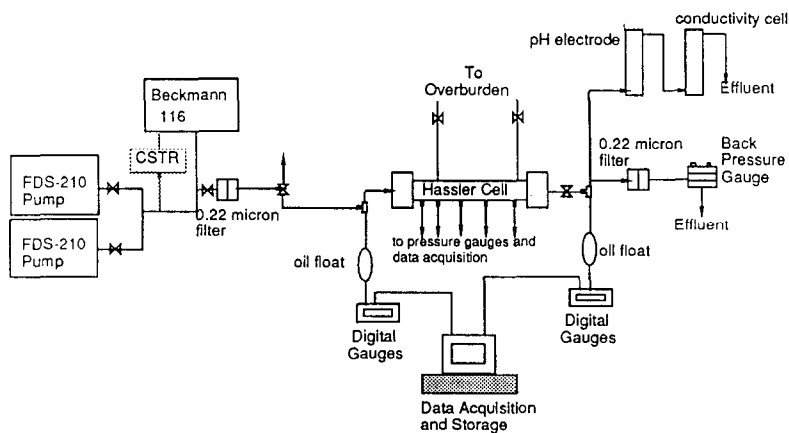 conductivity cell
pH electrode
To
Overburden
Effluent
Beckmann
116
CSTR
0.22 micron
filter
Back
Pressure
Gauge
FDS-210
Pump
Hassler Cell
0.22 micron
filter
Effluent
FDS-210
Pump
to pressure gauges and
data acquisition
oil float
oil float
Digital
Gauges
Digital
Gauges
Data Acquisition
and Storage